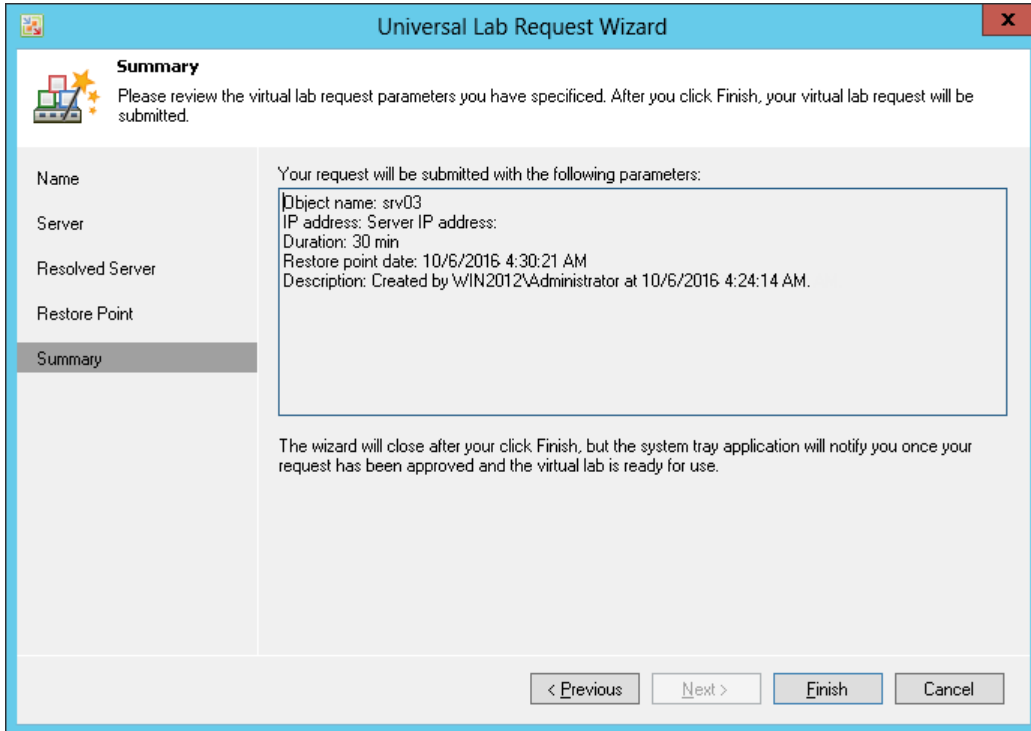 Universal Lab Request Wizard
x
Summary
Please review the virtual lab request parameters you have specificed. After you click Finish, your virtual lab request will be
submitted.
Name
Server
Resolved Server
Restore Point
Summary
Your request will be submitted with the following parameters:
Object name: srv03
IP address: Server IP address:
Duration: 30 min
Restore point date: 10/6/2016 4:30:21 AM
Description: Created by WIN2012\Administrator at 10/6/2016 4:24:14 AM.
The wizard will close after your click Finish, but the system tray application will notify you once your
request has been approved and the virtual lab is ready for use.
< Previous
Next >
Finish
Cancel